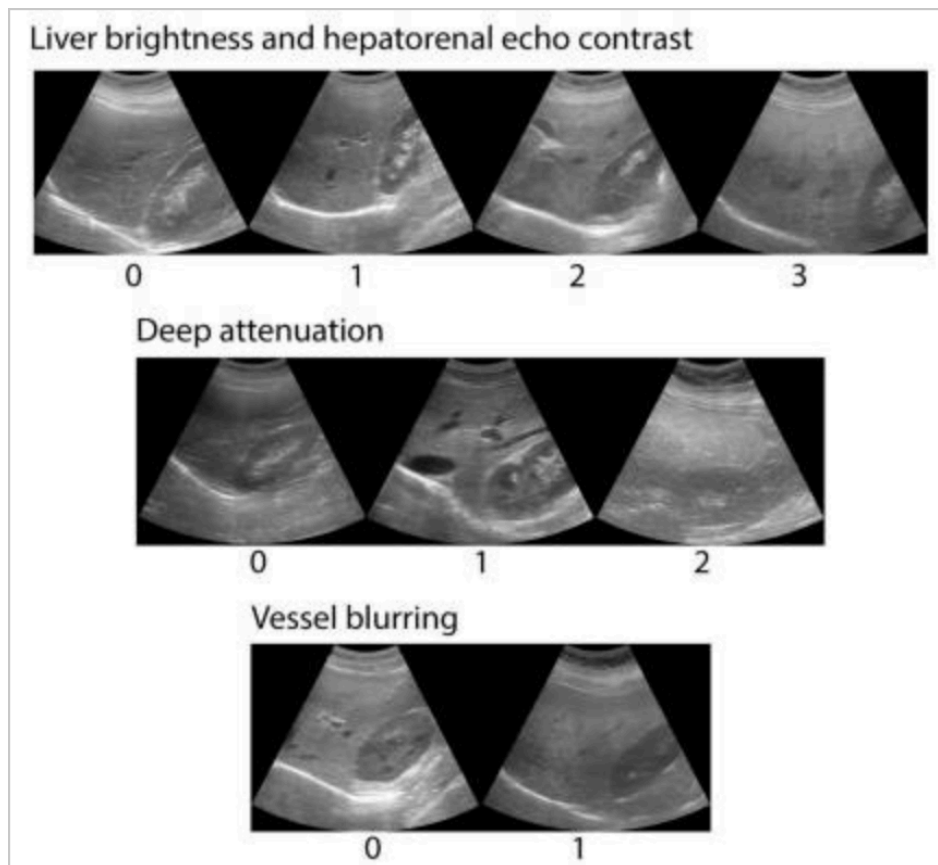 Liver brightness and hepatorenal echo contrast
0 1 2 3
Deep attenuation
0 1 2
Vessel blurring
0 1